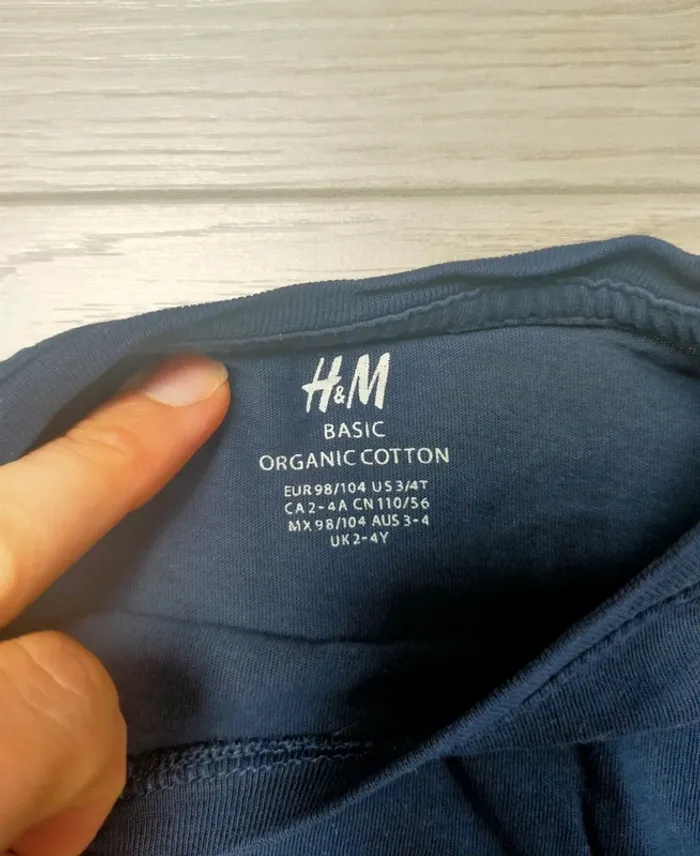 H&M
BASIC
ORGANIC COTTON
EUR 98/104 US 3/4T
CA 2-4A CN 110/56
MX 98/104 AUS 3-4
UK 2-4Y